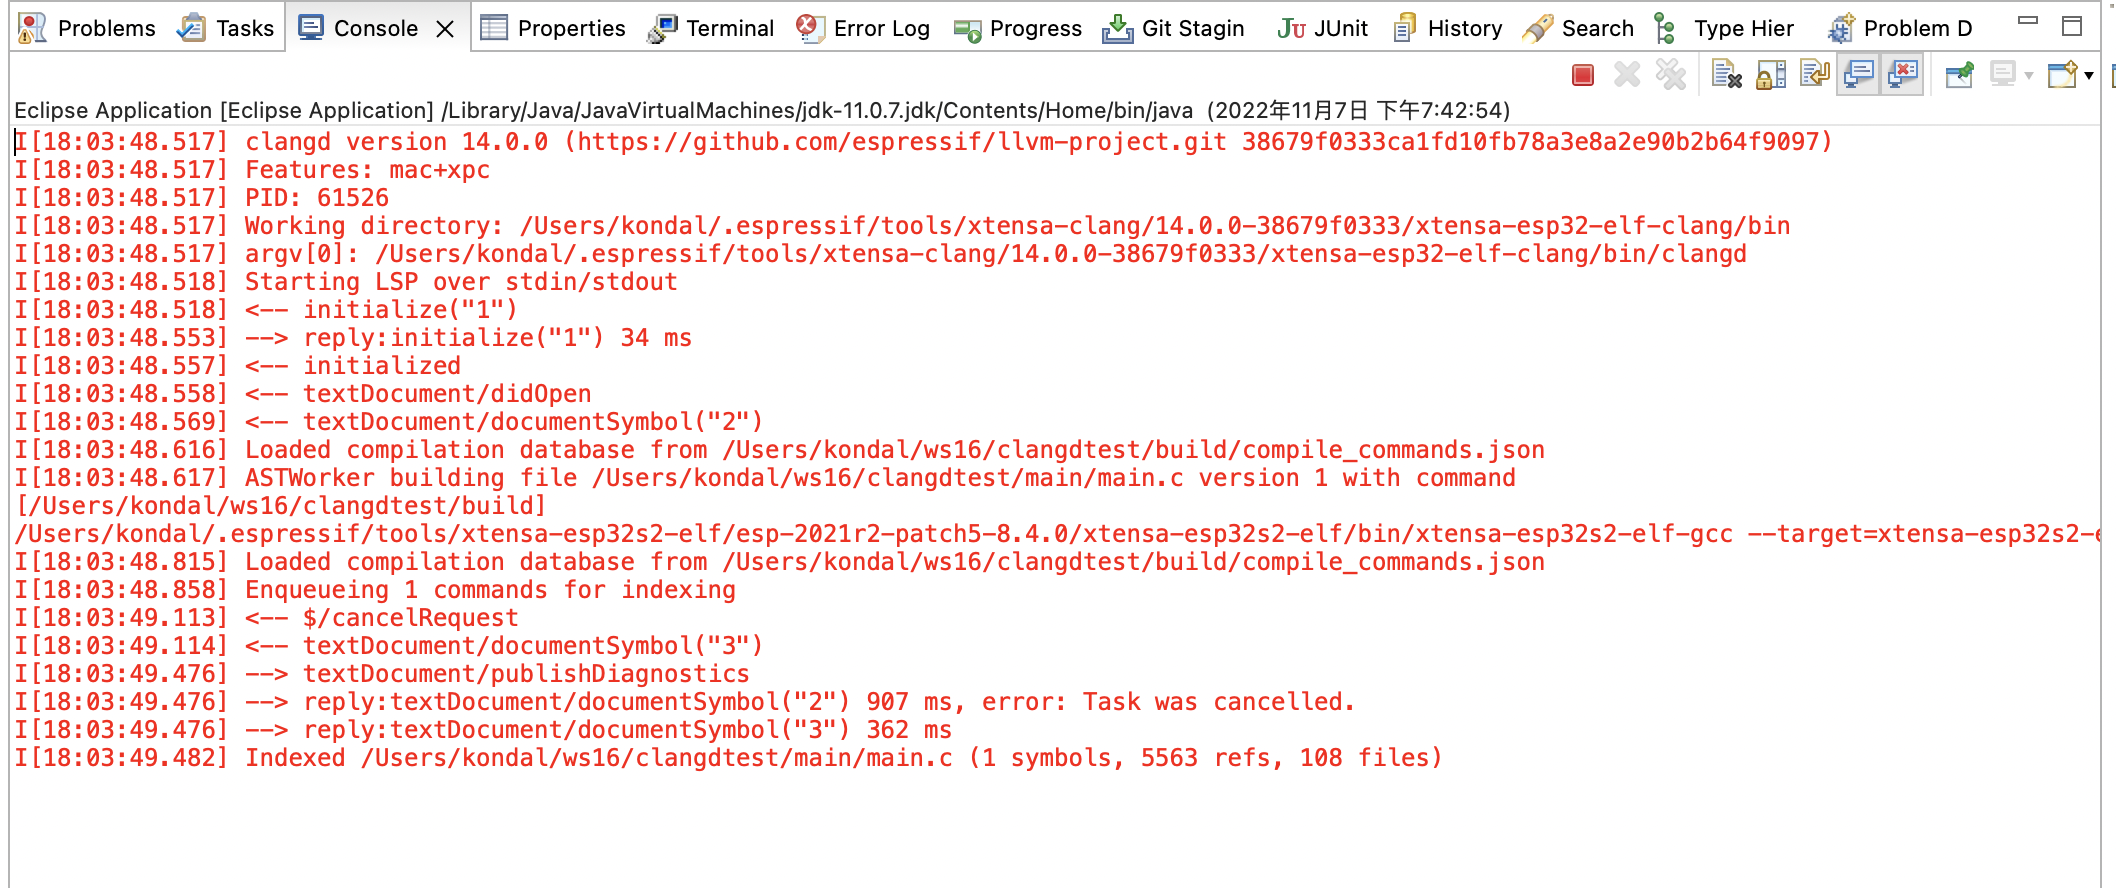 Problems Tasks Console Properties Terminal Error Log Progress Git Stagin JUnit History Search Type Hier Problem D
Eclipse Application [Eclipse Application] /Library/Java/JavaVirtualMachines/jdk-11.0.7.jdk/Contents/Home/bin/java (2022年11月7日 下午7:42:54)
I[18:03:48.517] clangd version 14.0.0 (https://github.com/espressif/llvm-project.git 38679f0333ca1fd10fb78a3e8a2e90b2b64f9097)
I[18:03:48.517] Features: mac+xpc
I[18:03:48.517] PID: 61526
I[18:03:48.517] Working directory: /Users/kondal/.espressif/tools/xtensa-clang/14.0.0-38679f0333/xtensa-esp32-elf-clang/bin
I[18:03:48.517] argv[0]: /Users/kondal/.espressif/tools/xtensa-clang/14.0.0-38679f0333/xtensa-esp32-elf-clang/bin/clangd
I[18:03:48.518] Starting LSP over stdin/stdout
I[18:03:48.518] <-- initialize("1")
I[18:03:48.553] --> reply:initialize("1") 34 ms
I[18:03:48.557] <-- initialized
I[18:03:48.558] <-- textDocument/didOpen
I[18:03:48.569] <-- textDocument/documentSymbol("2")
I[18:03:48.616] Loaded compilation database from /Users/kondal/ws16/clangdtest/build/compile_commands.json
I[18:03:48.617] ASTWorker building file /Users/kondal/ws16/clangdtest/main/main.c version 1 with command
[/Users/kondal/ws16/clangdtest/build]
/Users/kondal/.espressif/tools/xtensa-esp32s2-elf/esp-2021r2-patch5-8.4.0/xtensa-esp32s2-elf/bin/xtensa-esp32s2-elf-gcc --target=xtensa-esp32s2-e
I[18:03:48.815] Loaded compilation database from /Users/kondal/ws16/clangdtest/build/compile_commands.json
I[18:03:48.858] Enqueueing 1 commands for indexing
I[18:03:49.113] <-- $/cancelRequest
I[18:03:49.114] <-- textDocument/documentSymbol("3")
I[18:03:49.476] --> textDocument/publishDiagnostics
I[18:03:49.476] --> reply:textDocument/documentSymbol("2") 907 ms, error: Task was cancelled.
I[18:03:49.476] --> reply:textDocument/documentSymbol("3") 362 ms
I[18:03:49.482] Indexed /Users/kondal/ws16/clangdtest/main/main.c (1 symbols, 5563 refs, 108 files)